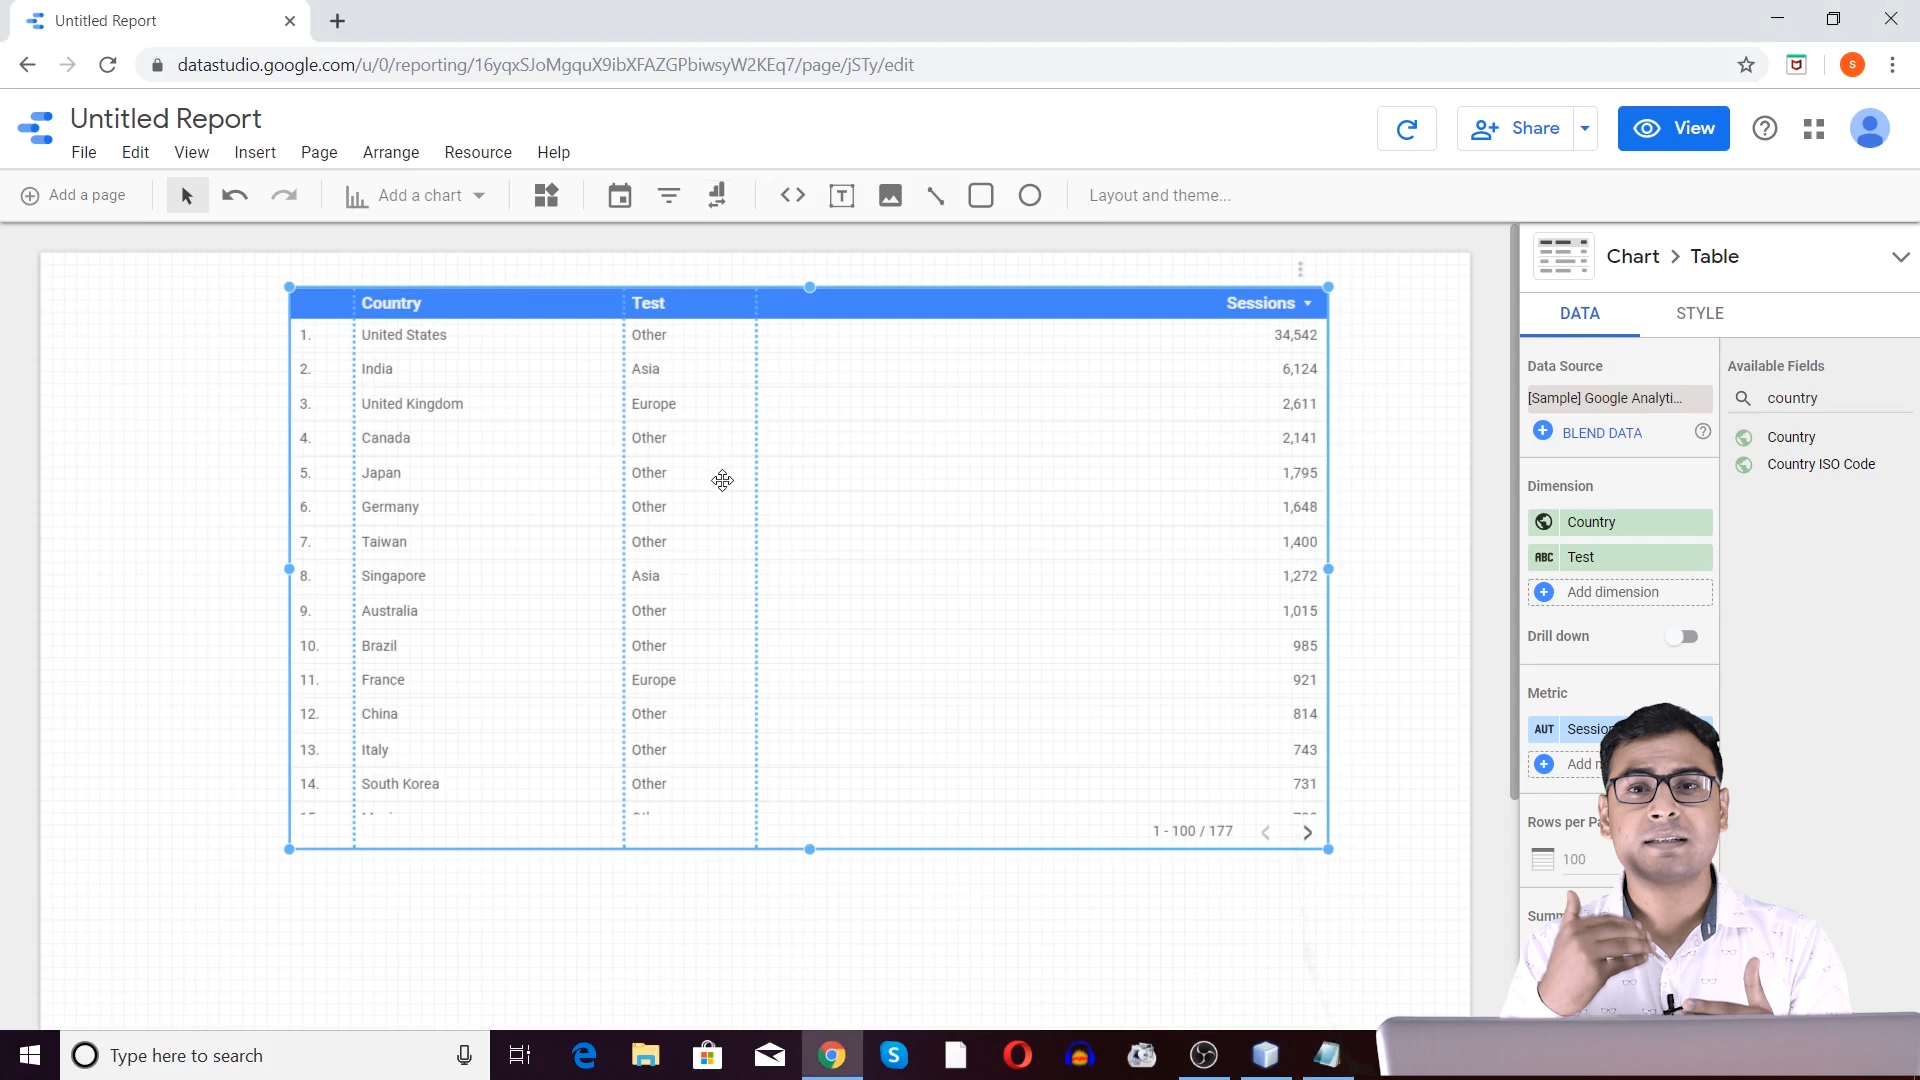 Untitled Report
datastudio.google.com/u/0/reporting/16yqxSJoMgquX9ibXFAZGPbiwsyW2KEq7/page/jSTy/edit
S
Untitled Report
File Edit View Insert Page Arrange Resource Help
Share
View
Add a page
Add a chart
Layout and theme...
Chart > Table
DATA STYLE
Country Test Sessions
1. United States Other 34,542
2. India Asia 6,124
3. United Kingdom Europe 2,611
4. Canada Other 2,141
5. Japan Other 1,795
6. Germany Other 1,648
7. Taiwan Other 1,400
8. Singapore Asia 1,272
9. Australia Other 1,015
10. Brazil Other 985
11. France Europe 921
12. China Other 814
13. Italy Other 743
14. South Korea Other 731
1 - 100 / 177
Data Source
[Sample] Google Analyti...
BLEND DATA
Dimension
Country
ABC Test
Add dimension
Drill down
Metric
AUT Sessio
Add
Rows per Pa
100
Summ
Available Fields
country
Country
Country ISO Code
Type here to search